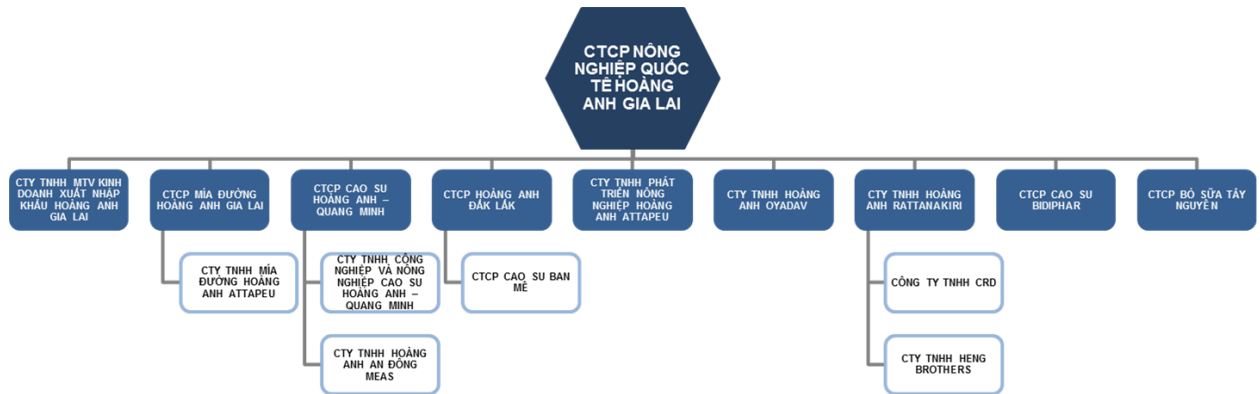 CTCP NÔNG
NGHIỆP QUỐC
TẾ HOÀNG
ANH GIA LAI
CTY TNHH MTV KINH
DOANH XUẤT NHẬP
KHẨU HOÀNG ANH
GIA LAI
CTCP MÍA ĐƯỜNG
HOÀNG ANH GIA LAI
CTCP CAO SU
HOÀNG ANH –
QUANG MINH
CTCP HOÀNG ANH
ĐẮK LẮK
CTY TNHH PHÁT
TRIỂN NÔNG
NGHIỆP HOÀNG
ANH ATTAPEU
CTY TNHH HOÀNG
ANH OYADAV
CTY TNHH HOÀNG
ANH RATTANAKIRI
CTCP CAO SU
BIDIPHAR
CTCP BÒ SỮA TÂY
NGUYÊN
CTY TNHH MÍA
ĐƯỜNG HOÀNG
ANH ATTAPEU
CTY TNHH CÔNG
NGHIỆP VÀ NÔNG
NGHIỆP CAO SU
HOÀNG ANH –
QUANG MINH
CTCP CAO SU BAN
MÊ
CÔNG TY TNHH CRD
CTY TNHH HOÀNG
ANH AN ĐÔNG
MEAS
CTY TNHH HENG
BROTHERS